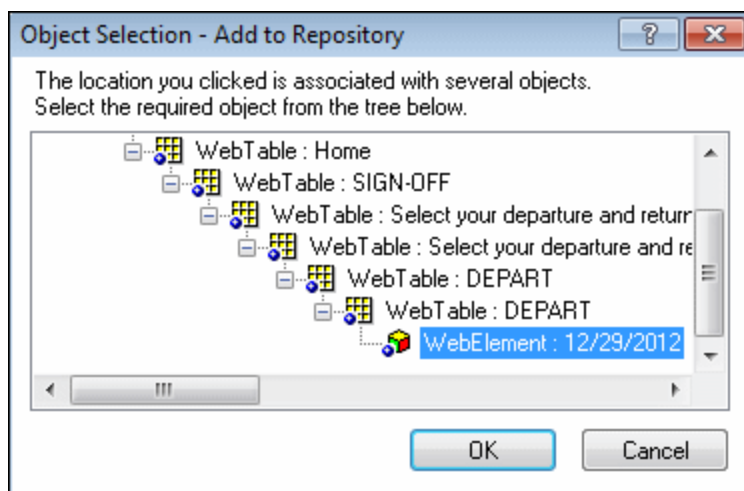 Object Selection - Add to Repository
The location you clicked is associated with several objects.
Select the required object from the tree below.
WebTable : Home
WebTable : SIGN-OFF
WebTable : Select your departure and return
WebTable : Select your departure and re
WebTable : DEPART
WebTable : DEPART
WebElement : 12/29/2012
OK Cancel